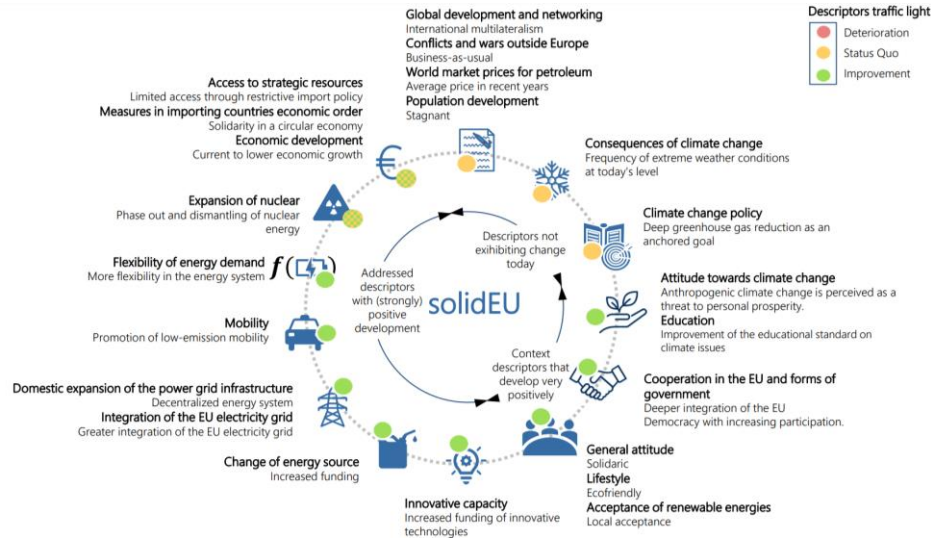 Descriptors traffic light
Deterioration
Status Quo
Improvement
Global development and networking
International multilateralism
Conflicts and wars outside Europe
Business-as-usual
World market prices for petroleum
Average price in recent years
Population development
Stagnant
Access to strategic resources
Limited access through restrictive import policy
Measures in importing countries economic order
Solidarity in a circular economy
Economic development
Current to lower economic growth
Consequences of climate change
Frequency of extreme weather conditions
at today's level
Expansion of nuclear
Phase out and dismantling of nuclear
energy
Climate change policy
Deep greenhouse gas reduction as an
anchored goal
Descriptors not
exhibiting change
today
Flexibility of energy demand
More flexibility in the energy system
f( )
Addressed
descriptors
with (strongly)
positive
development
solidEU
Attitude towards climate change
Anthropogenic climate change is perceived as a
threat to personal prosperity.
Education
Improvement of the educational standard on
climate issues
Mobility
Promotion of low-emission mobility
Context
descriptors that
develop very
positively
Cooperation in the EU and forms of
government
Deeper integration of the EU
Democracy with increasing participation.
Domestic expansion of the power grid infrastructure
Decentralized energy system
Integration of the EU electricity grid
Greater integration of the EU electricity grid
Change of energy source
Increased funding
General attitude
Solidaric
Lifestyle
Ecofriendly
Acceptance of renewable energies
Local acceptance
Innovative capacity
Increased funding of innovative
technologies